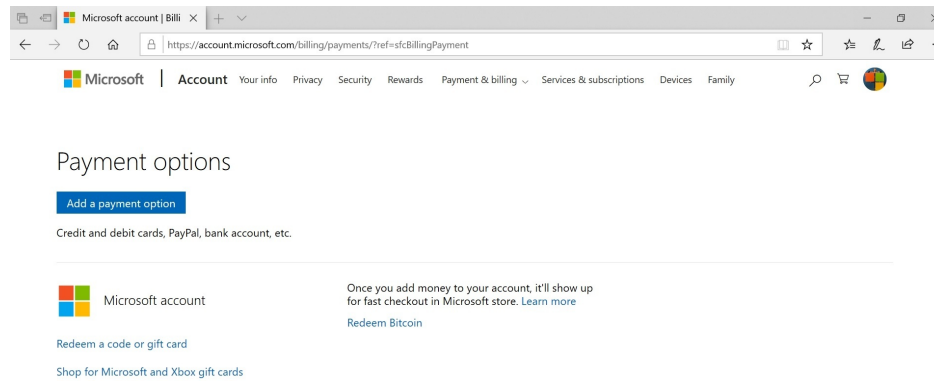 Microsoft account | Billi
https://account.microsoft.com/billing/payments/?ref=sfcBillingPayment
Microsoft Account Your info Privacy Security Rewards Payment & billing Services & subscriptions Devices Family
Payment options
Add a payment option
Credit and debit cards, PayPal, bank account, etc.
Microsoft account
Once you add money to your account, it'll show up
for fast checkout in Microsoft store. Learn more
Redeem Bitcoin
Redeem a code or gift card
Shop for Microsoft and Xbox gift cards